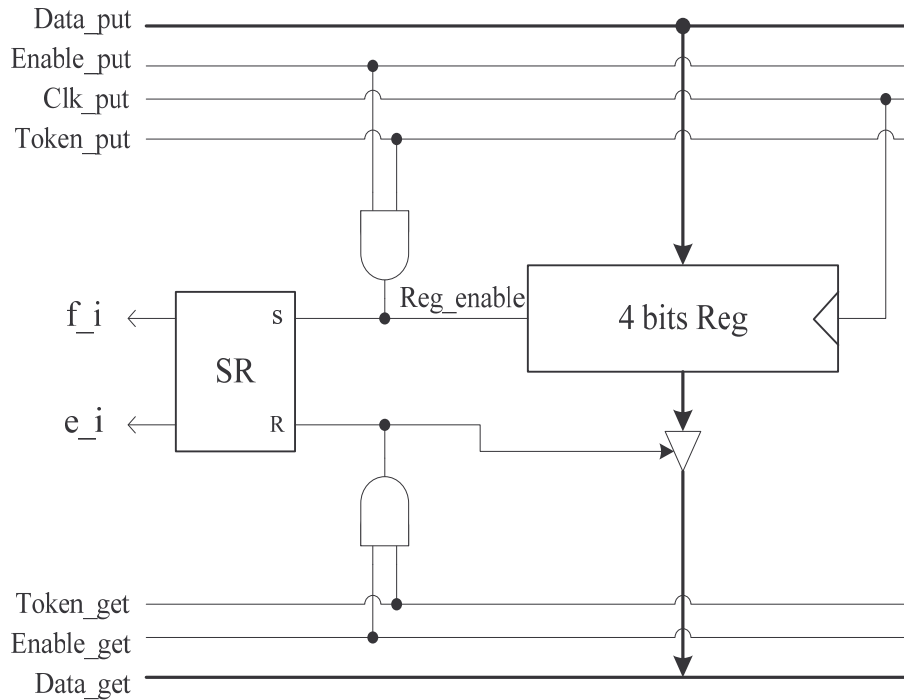 Data_put
Enable_put
Clk_put
Token_put
Reg_enable
f_i
S
4 bits Reg
SR
e_i
R
Token_get
Enable_get
Data_get